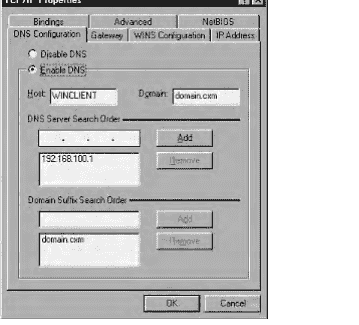 TCP/IP Properties
Bindings Advanced NetBIOS
DNS Configuration Gateway WINS Configuration IP Address
Disable DNS
Enable DNS
Host: WINCLIENT Domain: domain.cxm
DNS Server Search Order
. . . Add
192.168.100.1 Remove
Domain Suffix Search Order
Add
domain.cxm Remove
OK Cancel